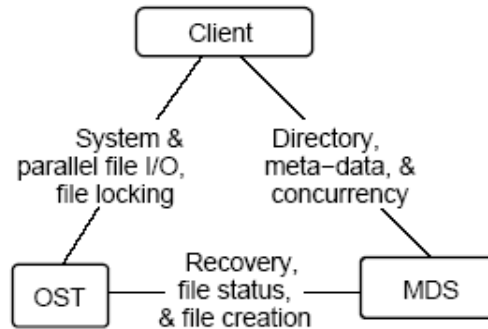 Client
System &
parallel file I/O,
file locking
Directory,
meta–data, &
concurrency
OST
Recovery,
file status,
& file creation
MDS